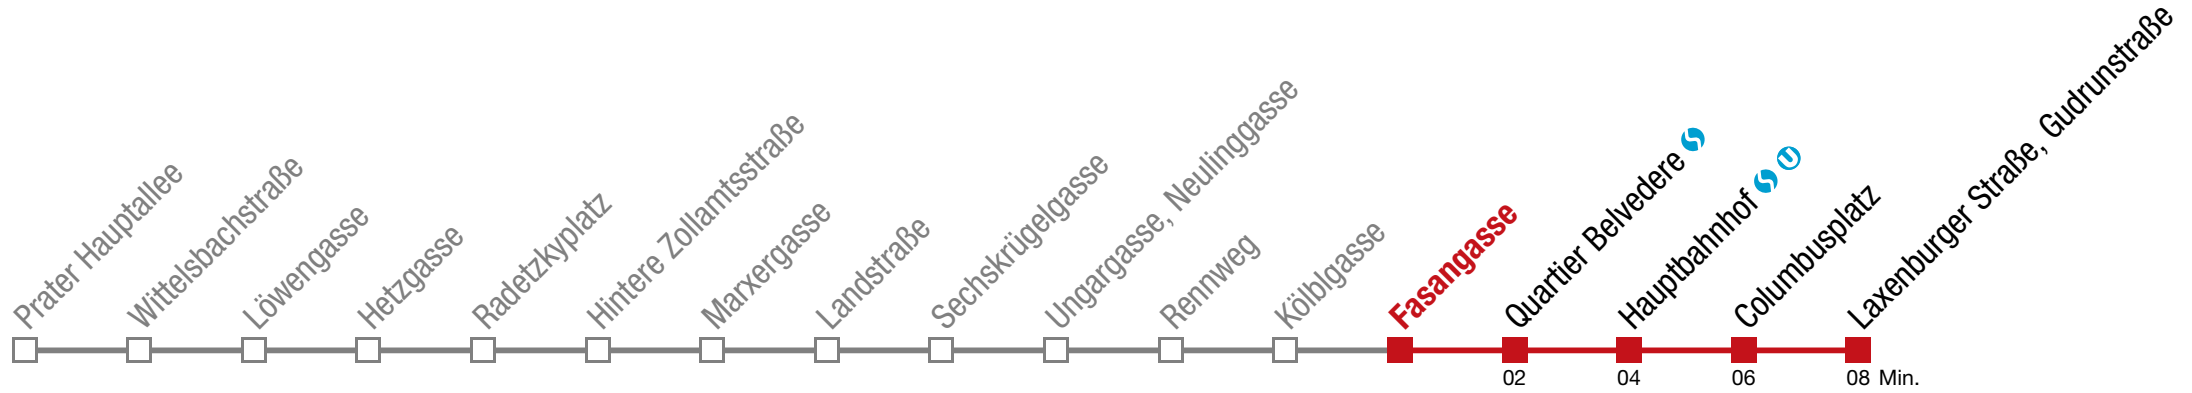 Prater Hauptallee
Wittelsbachstraße
Löwengasse
Hetzgasse
Radetzkyplatz
Hintere Zollamtsstraße
Marxergasse
Landstraße
Sechskrügelgasse
Ungargasse, Neulinggasse
Rennweg
Kölblgasse
Fasangasse
Quartier Belvedere S
Hauptbahnhof S U
Columbusplatz
Laxenburger Straße, Gudrunstraße
02 04 06 08 Min.